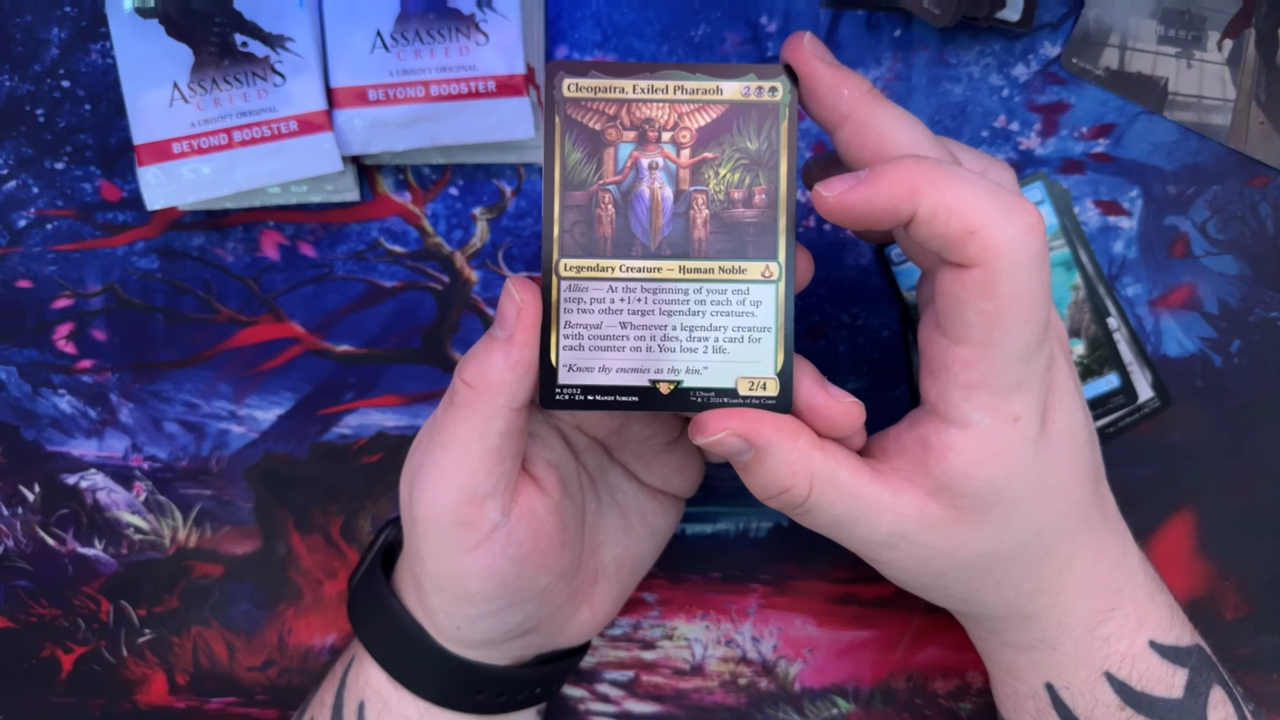 ASSASSIN'S
CREED
A UBISOFT ORIGINAL
BEYOND BOOSTER
ASSASSIN'S
CREED
A UBISOFT ORIGINAL
BEYOND BOOSTER
Cleopatra, Exiled Pharaoh 2
Legendary Creature — Human Noble
Allies — At the beginning of your end
step, put a +1/+1 counter on each of up
to two other target legendary creatures.
Betrayal — Whenever a legendary creature
with counters on it dies, draw a card for
each counter on it. You lose 2 life.
"Know thy enemies as thy kin."
2/4
M 0052
ACR • EN Mandy Jurgens
© Ubisoft
™ & © 2024 Wizards of the Coast